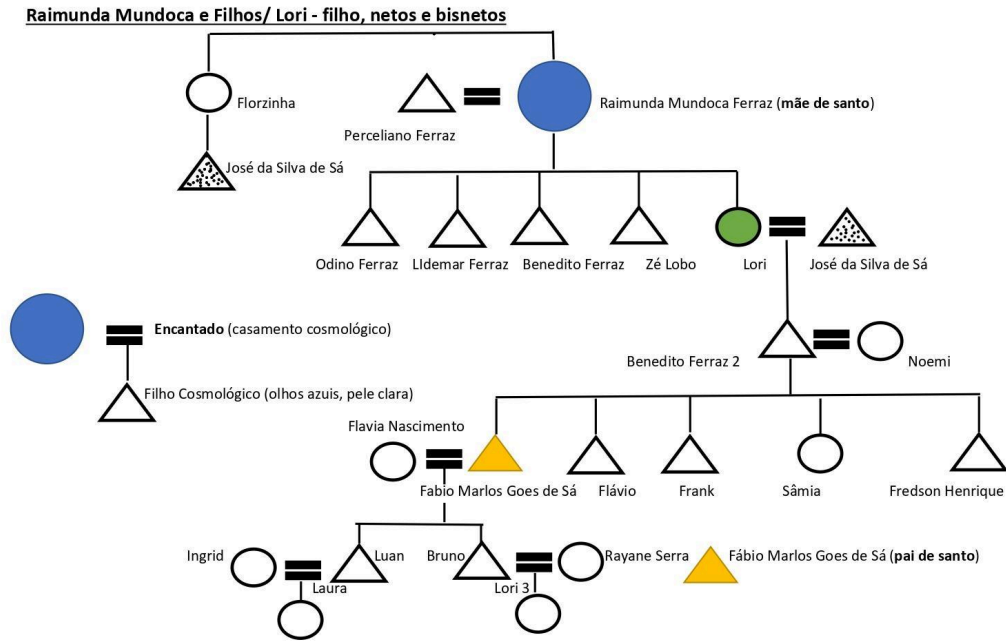 Raimunda Mundoca e Filhos/ Lori - filho, netos e bisnetos
Florzinha
Raimunda Mundoca Ferraz (mãe de santo)
Perceliano Ferraz
José da Silva de Sá
Odino Ferraz
LIdemar Ferraz
Benedito Ferraz
Zé Lobo
Lori
José da Silva de Sá
Encantado (casamento cosmológico)
Benedito Ferraz 2
Noemi
Filho Cosmológico (olhos azuis, pele clara)
Flavia Nascimento
Fabio Marlos Goes de Sá
Flávio
Frank
Sâmia
Fredson Henrique
Ingrid
Luan
Bruno
Rayane Serra
Fábio Marlos Goes de Sá (pai de santo)
Laura
Lori 3